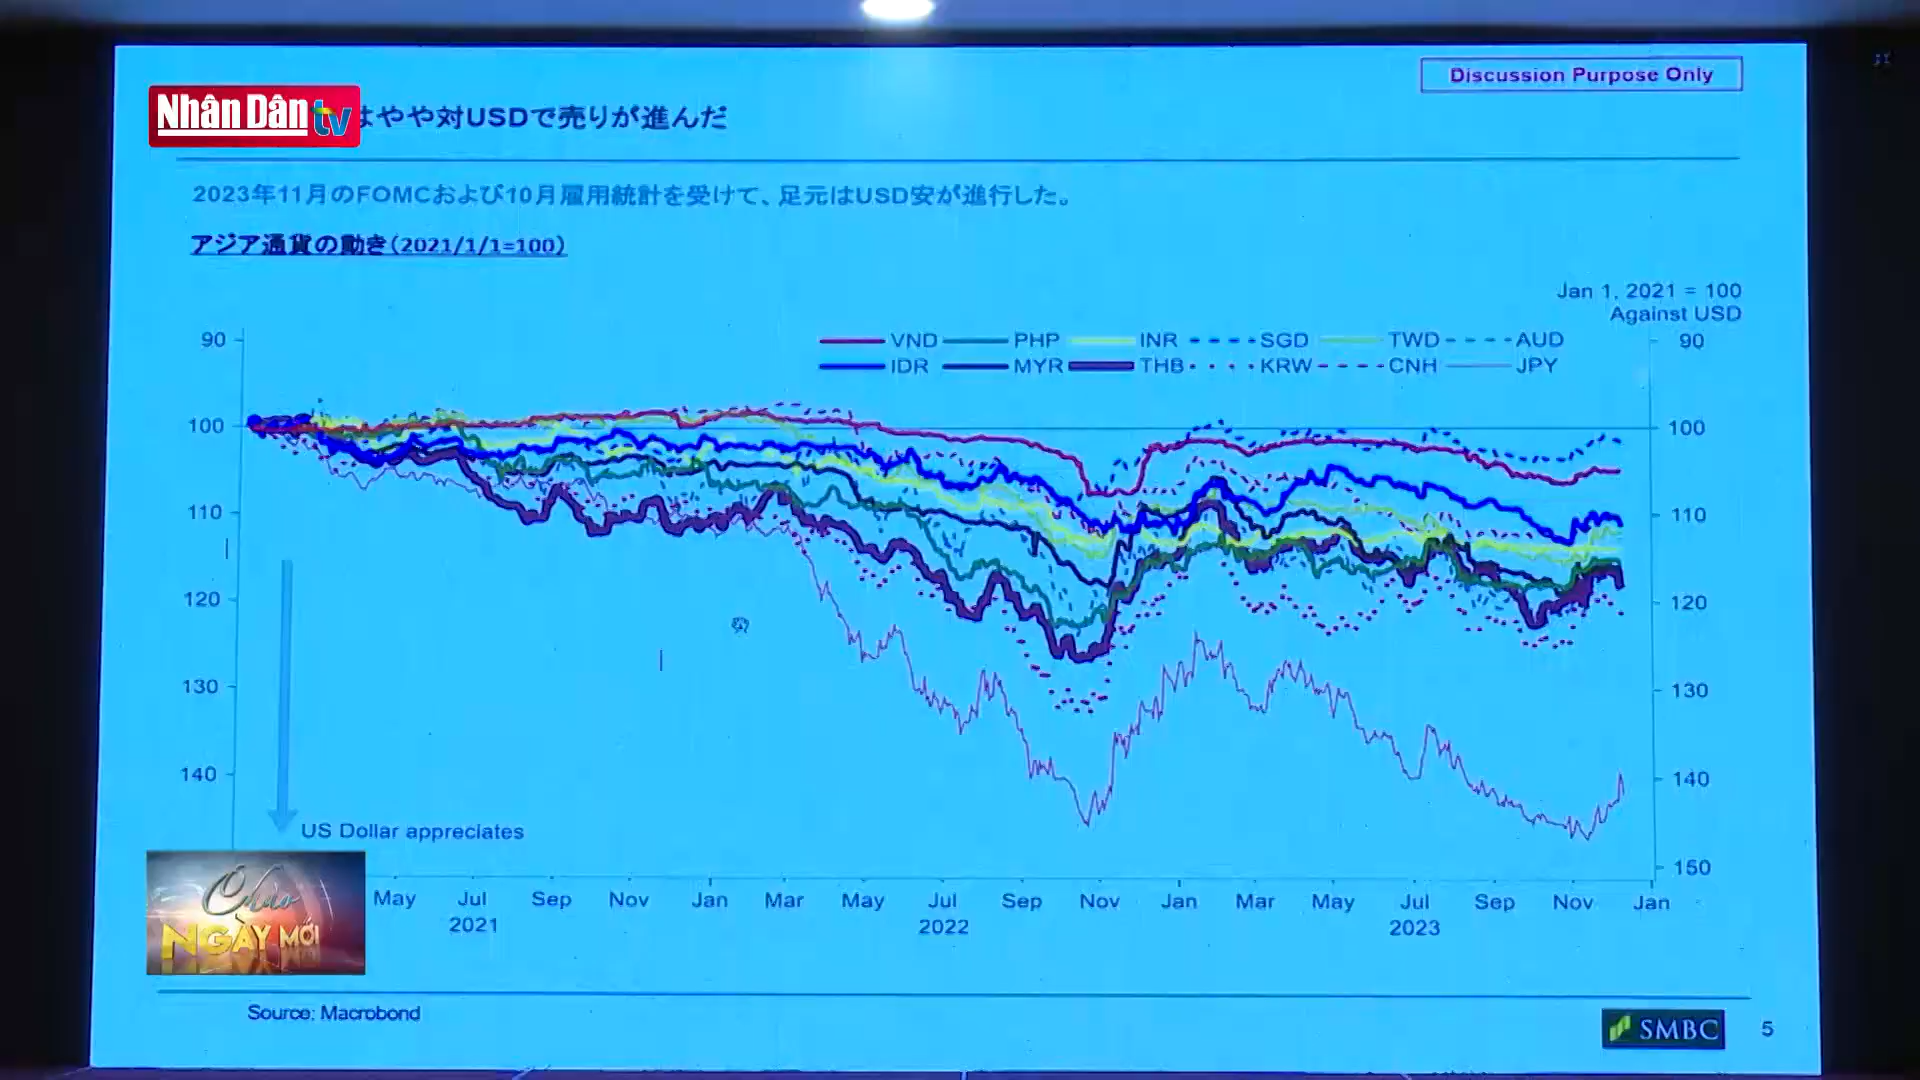 Discussion Purpose Only
Nhân Dân tv
はやや対USDで売りが進んだ
2023年11月のFOMCおよび10月雇用統計を受けて、足元はUSD安が進行した。
アジア通貨の動き(2021/1/1=100)
Jan 1, 2021 = 100
Against USD
VND PHP INR SGD TWD AUD
IDR MYR THB KRW CNH JPY
90 90
100 100
110 110
120 120
130 130
140 140
150
US Dollar appreciates
May Jul Sep Nov Jan Mar May Jul Sep Nov Jan Mar May Jul Sep Nov Jan
2021 2022 2023
Chào
NGÀY MỚI
Source: Macrobond
SMBC 5